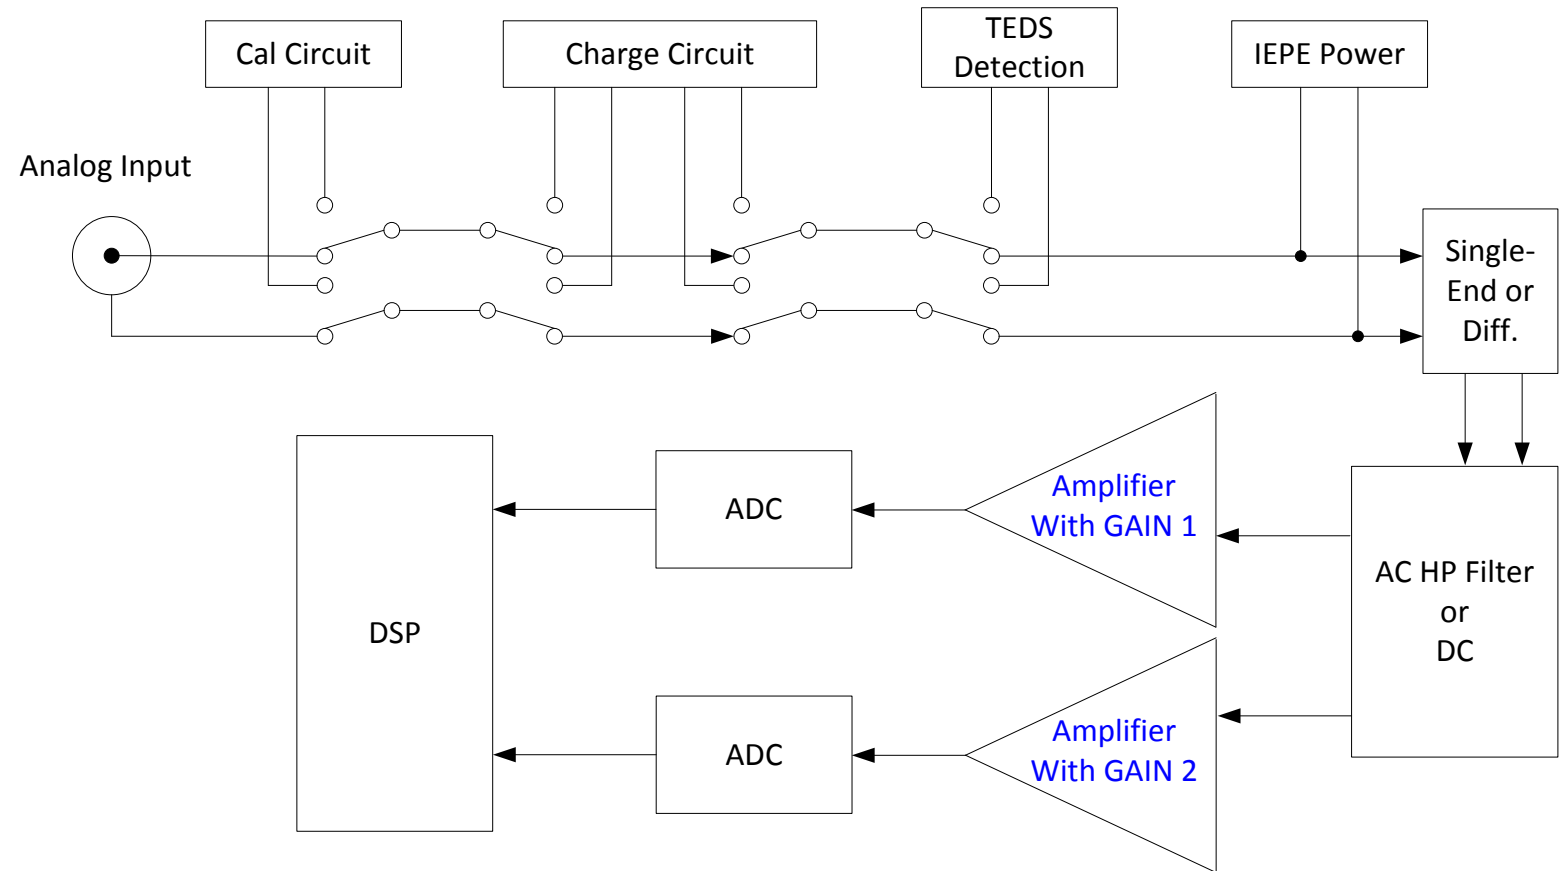 Cal Circuit
Charge Circuit
TEDS
Detection
IEPE Power
Analog Input
Single-
End or
Diff.
Amplifier
With GAIN 1
ADC
AC HP Filter
or
DC
DSP
Amplifier
With GAIN 2
ADC